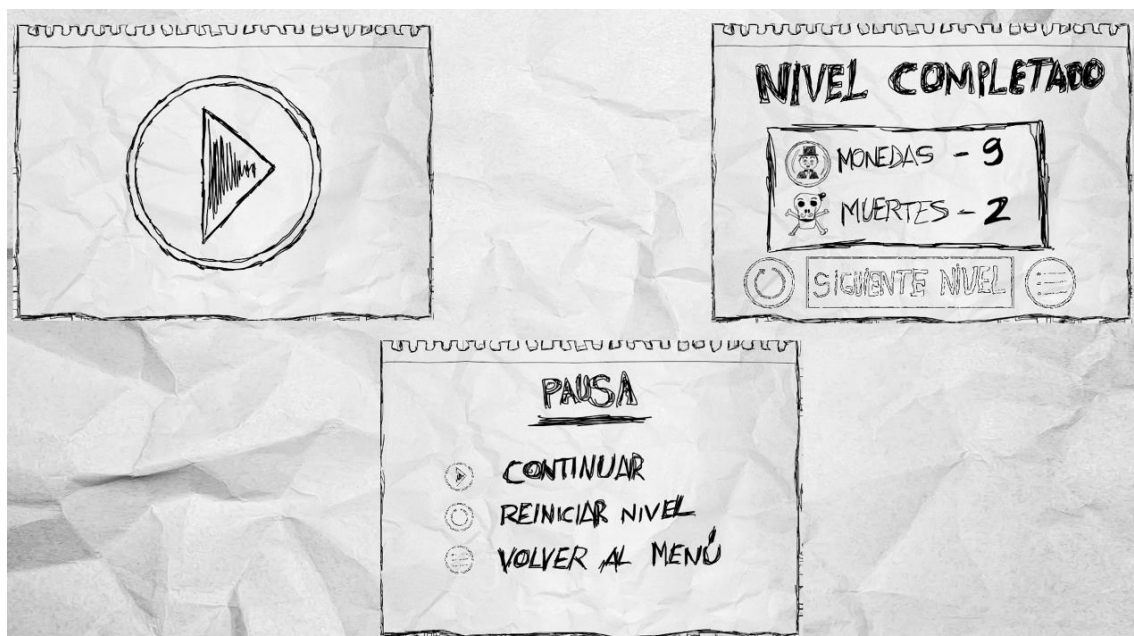 NIVEL COMPLETADO
MONEDAS - 9
MUERTES - 2
SIGUIENTE NIVEL
PAUSA
CONTINUAR
REINICIAR NIVEL
VOLVER AL MENÚ